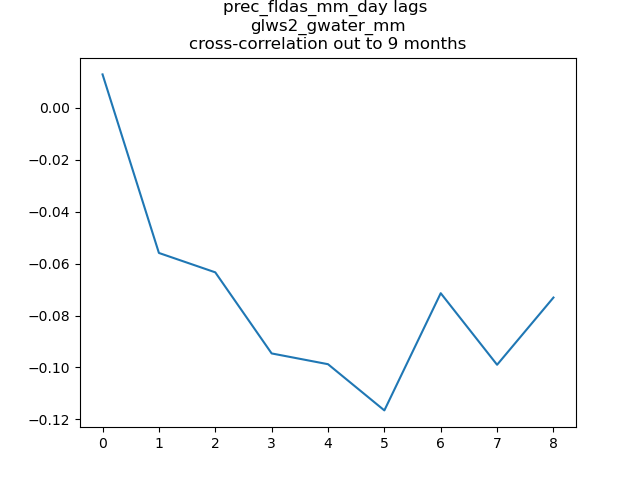 prec_fldas_mm_day lags
glws2_gwater_mm
cross-correlation out to 9 months
0.00
−0.02
−0.04
−0.06
−0.08
−0.10
−0.12
0 1 2 3 4 5 6 7 8